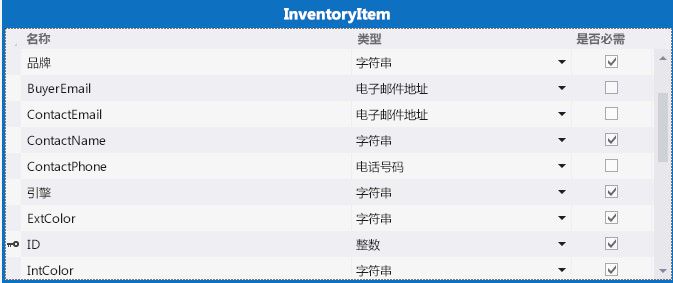 InventoryItem
名称 类型 是否必需
品牌 字符串
BuyerEmail 电子邮件地址
ContactEmail 电子邮件地址
ContactName 字符串
ContactPhone 电话号码
引擎 字符串
ExtColor 字符串
ID 整数
IntColor 字符串